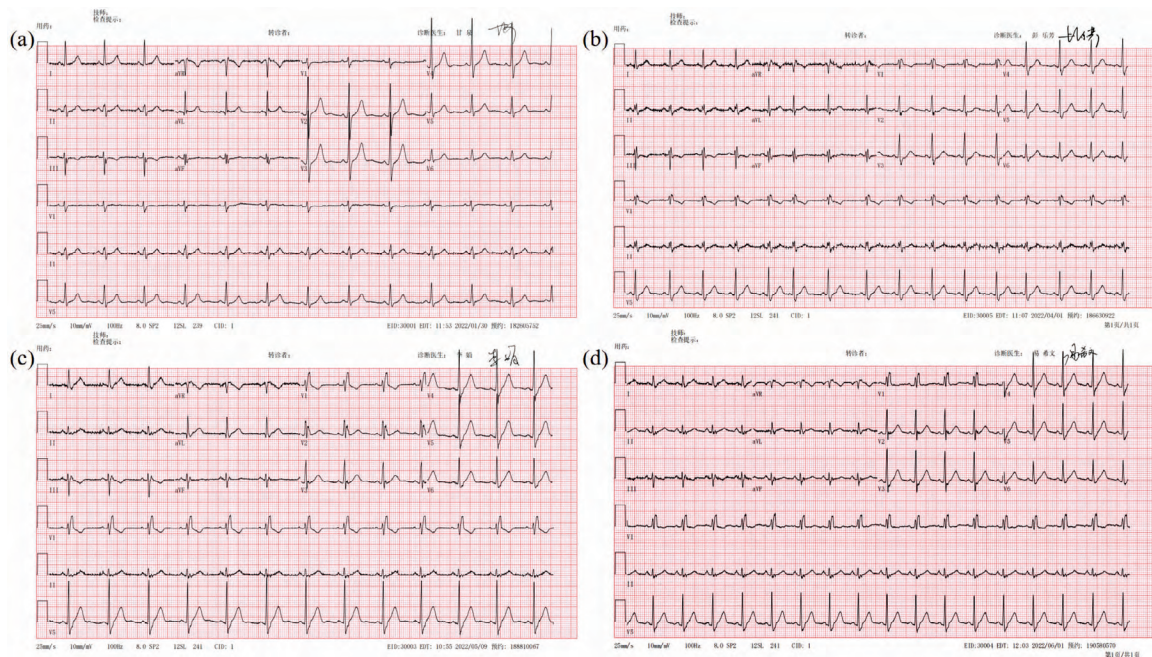 (a)
技师:
检查提示:
用药:
转诊者:
诊断医生:
I aVR V1 V4
II aVL V2 V5
III aVF V3 V6
V1
II
V5
25mm/s 10mm/mV 100Hz 8.0 SP2 12SL 239 CID: 1 EID:30001 EDT: 11:53 2022/01/30 预约: 182605752
(b)
技师:
检查提示:
用药:
转诊者:
诊断医生:
I aVR V1 V4
II aVL V2 V5
III aVF V3 V6
V1
II
V5
25mm/s 10mm/mV 100Hz 8.0 SP2 12SL 241 CID: 1 EID:30005 EDT: 11:07 2022/04/01 预约: 186630922
第1页/共1页
(c)
技师:
检查提示:
用药:
转诊者:
诊断医生:
I aVR V1 V4
II aVL V2 V5
III aVF V3 V6
V1
II
V5
25mm/s 10mm/mV 100Hz 8.0 SP2 12SL 241 CID: 1 EID:30003 EDT: 10:55 2022/05/09 预约: 188810067
(d)
技师:
检查提示:
用药:
转诊者:
诊断医生:
I aVR V1 V4
II aVL V2 V5
III aVF V3 V6
V1
II
V5
25mm/s 10mm/mV 100Hz 8.0 SP2 12SL 241 CID: 1 EID:30004 EDT: 12:03 2022/06/01 预约: 190580570
第1页/共1页